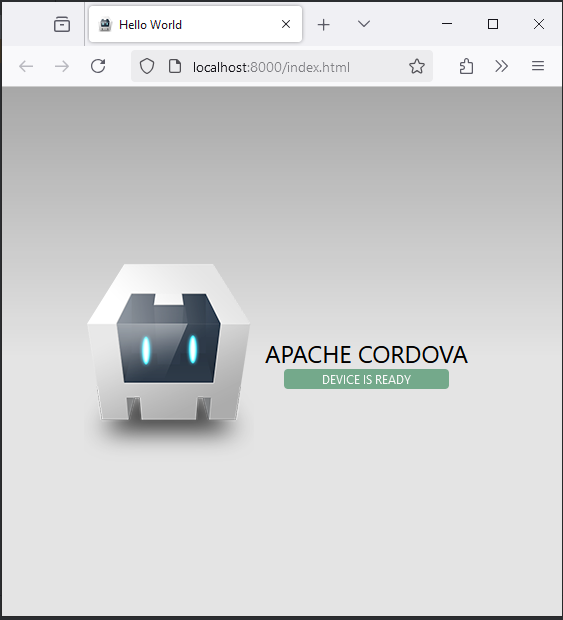 Hello World
localhost:8000/index.html
APACHE CORDOVA
DEVICE IS READY